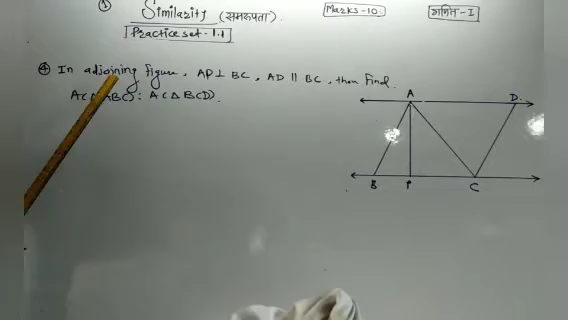 ①
Similarity (समरूपता).
Marks-10
गणित-I
Practice set-1.1
④ In adjoining figure, AP⊥ BC, AD || BC, then find.
A(△ABC): A(△ BCD).
A
D
B
P
C